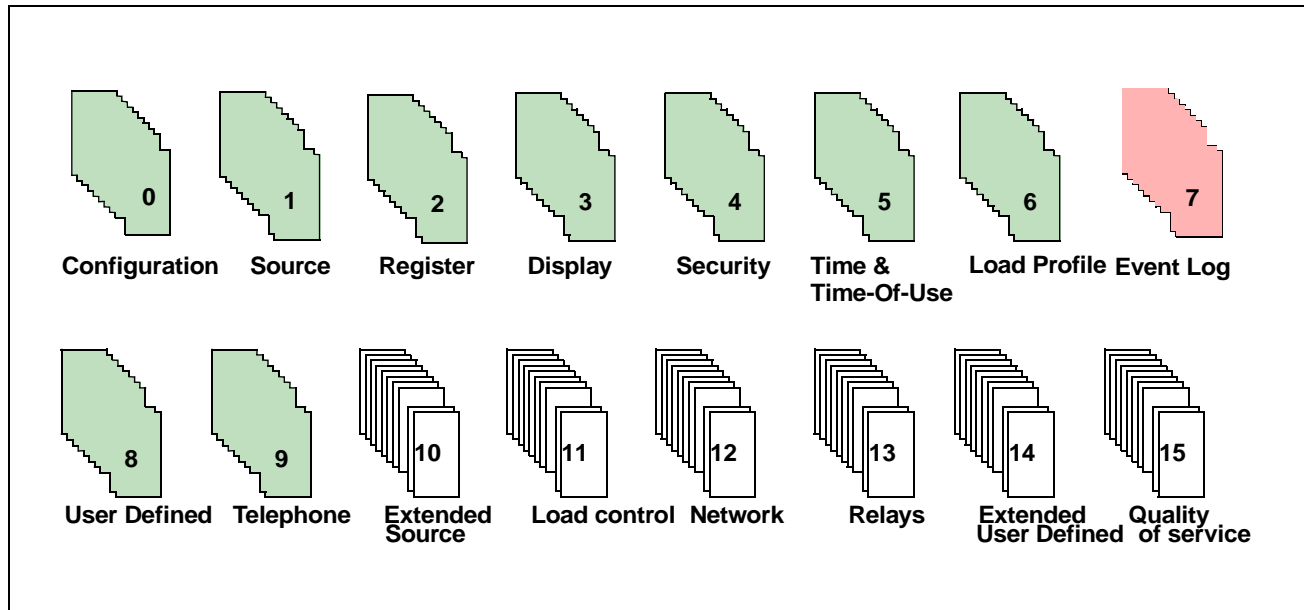 0 1 2 3 4 5 6 7
Configuration Source Register Display Security Time & Load Profile Event Log
Time-Of-Use
8 9 10 11 12 13 14 15
User Defined Telephone Extended Load control Network Relays Extended Quality
Source User Defined of service